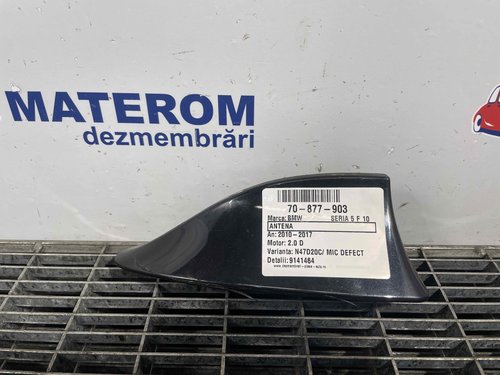 MATEROM
dezmembrări
70-877-903
Marca: BMW SERIA 5 F 10
ANTENA
An: 2010-2017
Motor: 2.0 D
Varianta: N47D20C/ MIC DEFECT
Detalii: 9141484